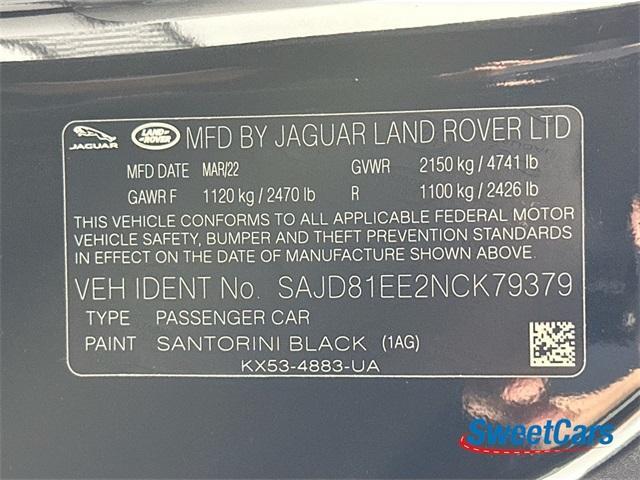 JAGUAR LAND ROVER MFD BY JAGUAR LAND ROVER LTD
MFD DATE MAR/22 GVWR 2150 kg / 4741 lb
GAWR F 1120 kg / 2470 lb R 1100 kg / 2426 lb
THIS VEHICLE CONFORMS TO ALL APPLICABLE FEDERAL MOTOR
VEHICLE SAFETY, BUMPER AND THEFT PREVENTION STANDARDS
IN EFFECT ON THE DATE OF MANUFACTURE SHOWN ABOVE.
VEH IDENT No. SAJD81EE2NCK79379
TYPE PASSENGER CAR
PAINT SANTORINI BLACK (1AG)
KX53-4883-UA
SweetCars